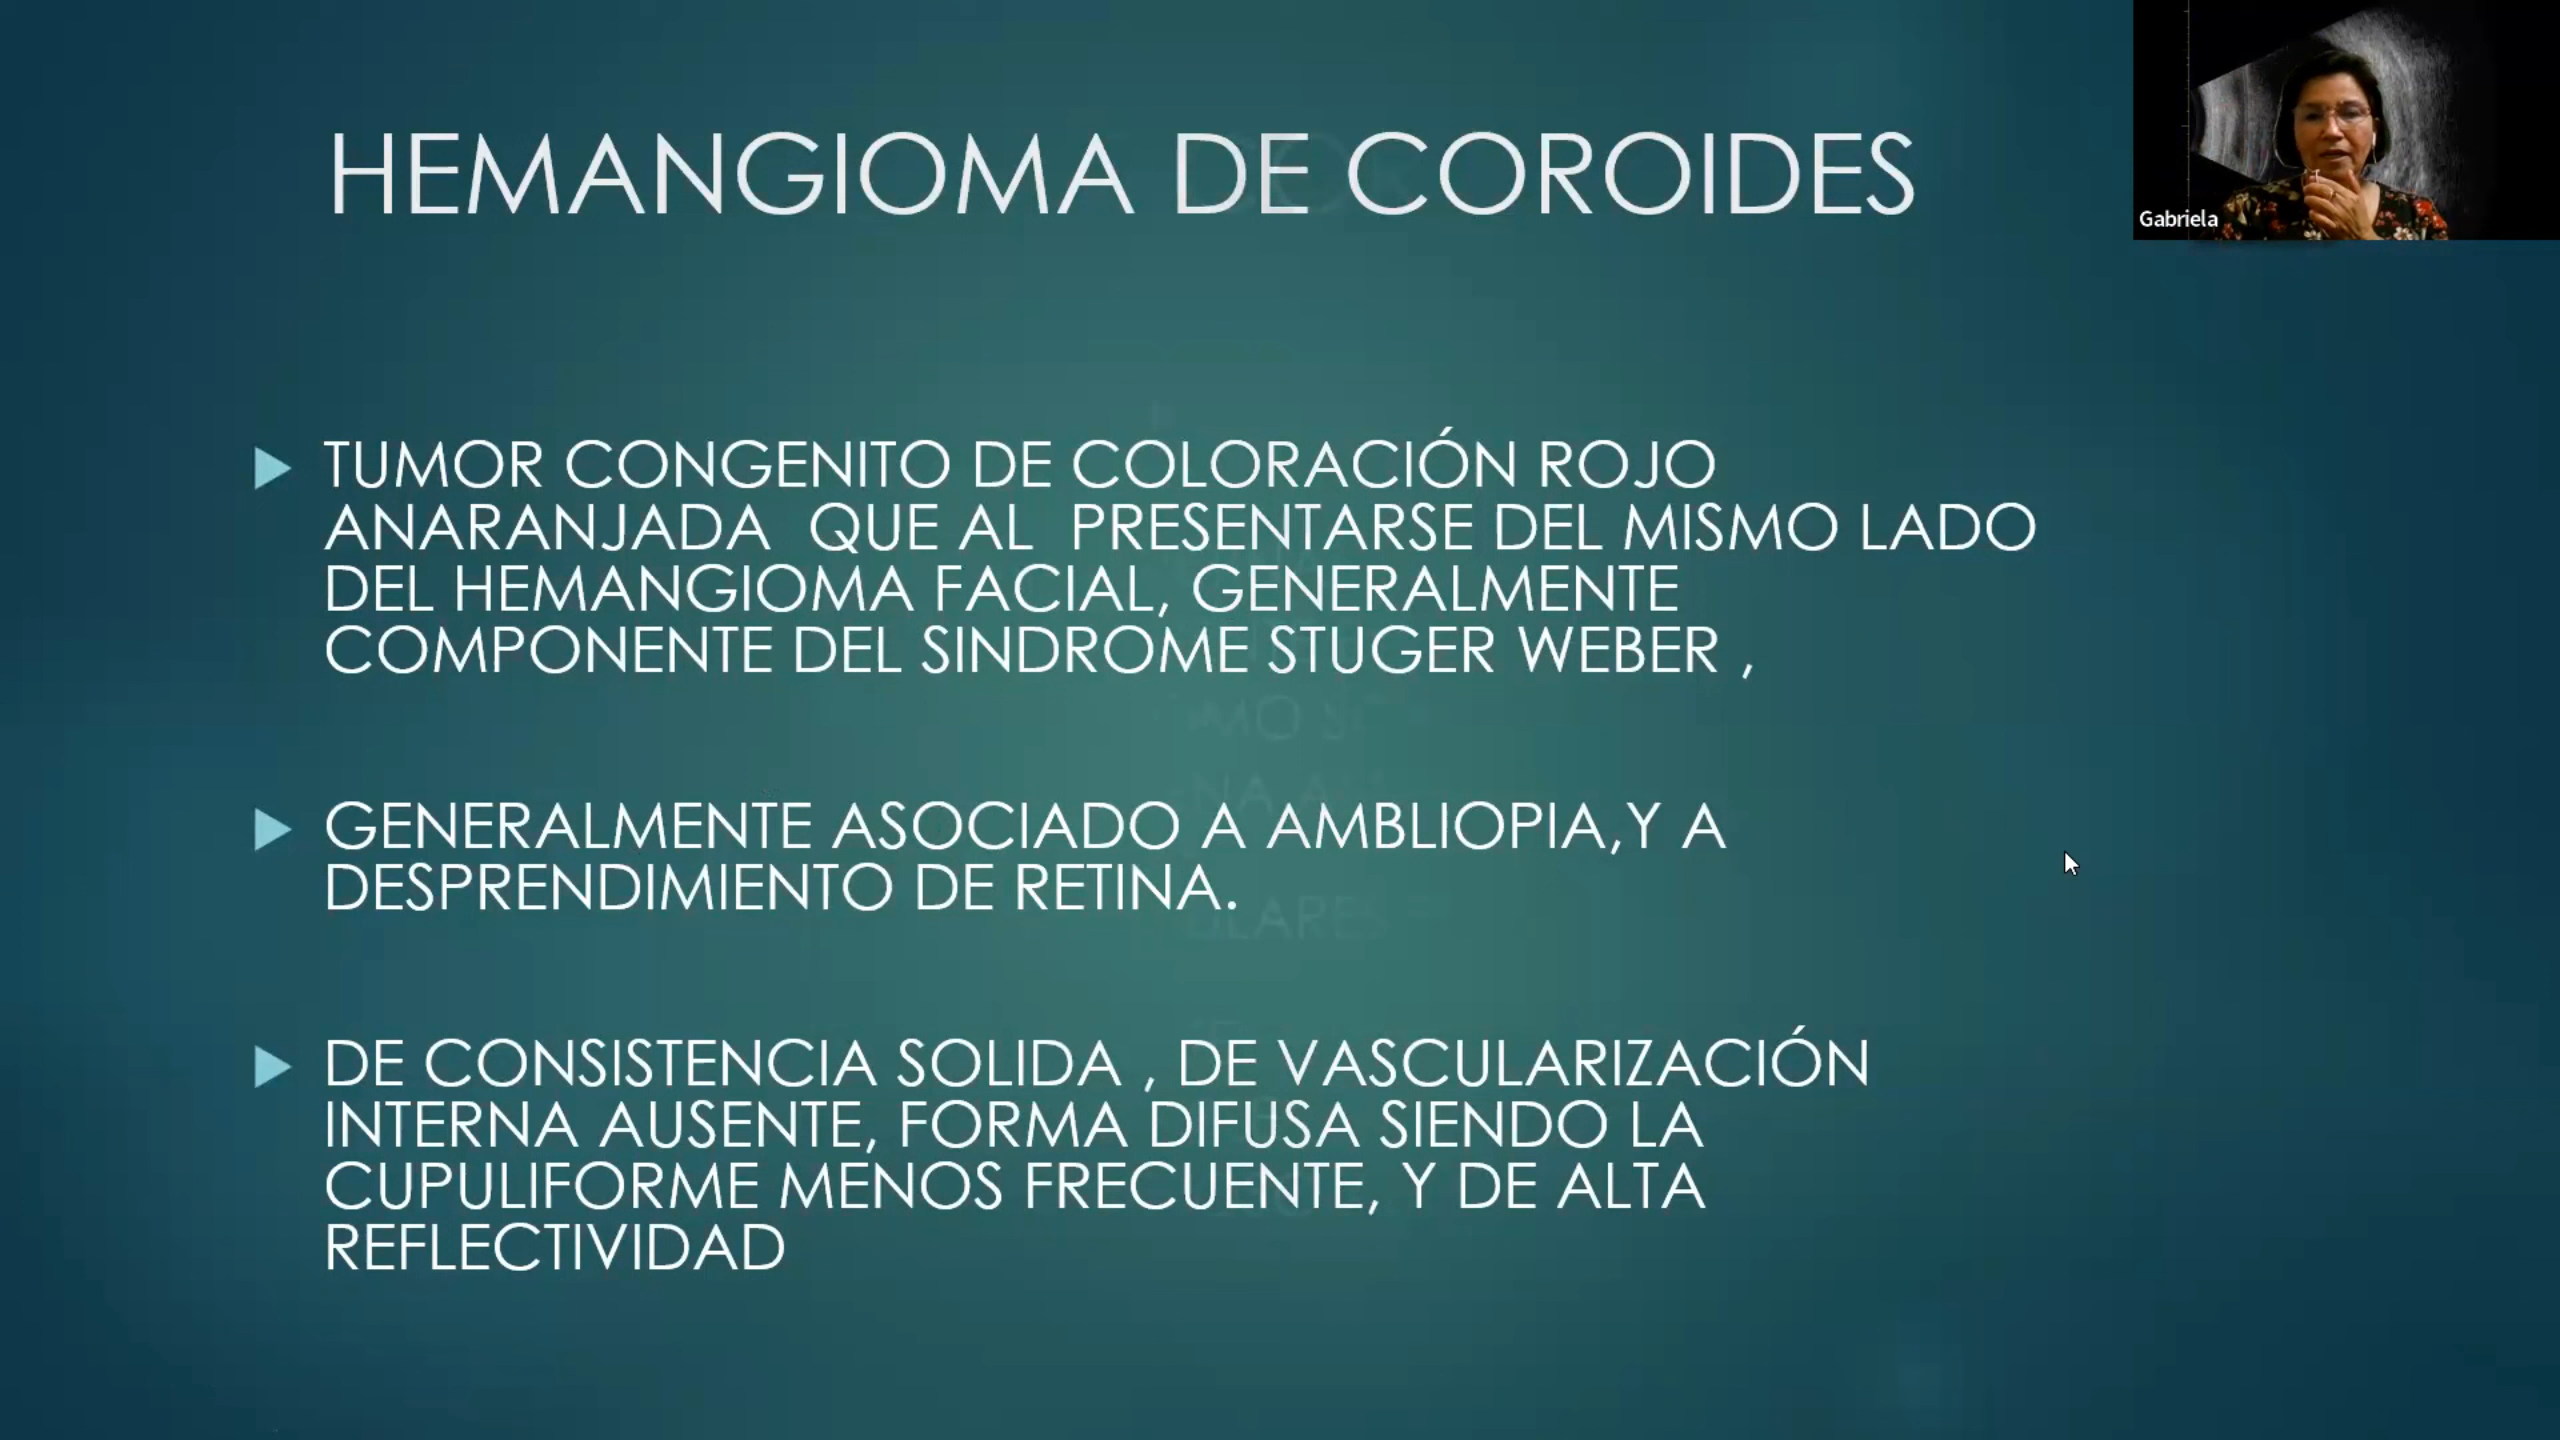 HEMANGIOMA DE COROIDES
Gabriela
TUMOR CONGENITO DE COLORACIÓN ROJO
ANARANJADA QUE AL PRESENTARSE DEL MISMO LADO
DEL HEMANGIOMA FACIAL, GENERALMENTE
COMPONENTE DEL SINDROME STUGER WEBER ,
GENERALMENTE ASOCIADO A AMBLIOPIA,Y A
DESPRENDIMIENTO DE RETINA.
DE CONSISTENCIA SOLIDA , DE VASCULARIZACIÓN
INTERNA AUSENTE, FORMA DIFUSA SIENDO LA
CUPULIFORME MENOS FRECUENTE, Y DE ALTA
REFLECTIVIDAD